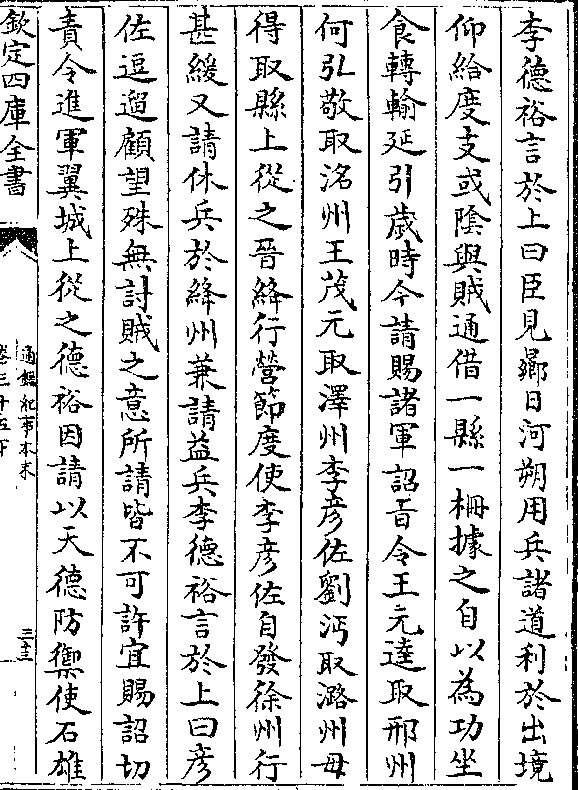 李德裕言於上曰臣見曏日河朔用兵諸道利於出境
仰給度支或陰與賊通借一縣一柵據之自以為功坐
食轉輸延引歲時今請賜諸軍詔旨令王元逵取邢州
何弘敬取洺州王茂元取澤州李彦佐劉沔取潞州毋
得取縣上從之晉絳行營節度使李彦佐自發徐州行
甚緩又請休兵於絳州兼請益兵李德裕言於上曰彦
佐逗遛顧望殊無討賊之意所請皆不可許宜賜詔切
責令進軍翼城上從之德裕因請以天德防禦使石雄
欽定四庫全書
通鑑紀事本末
卷三十五下
三十三